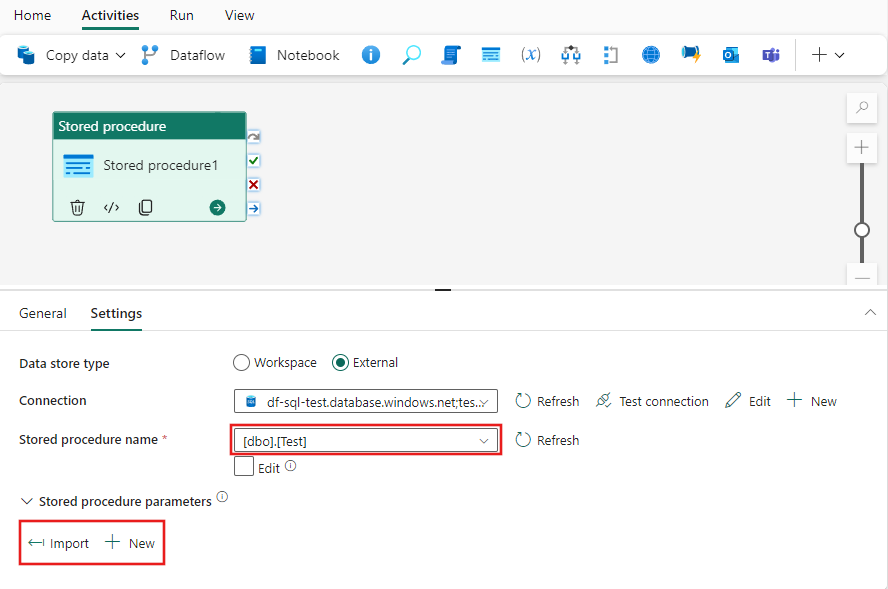 Home Activities Run View
Copy data Dataflow Notebook (x)
Stored procedure
Stored procedure1
General Settings
Data store type Workspace External
Connection df-sql-test.database.windows.net;tes... Refresh Test connection Edit New
Stored procedure name * [dbo].[Test] Refresh
Edit
Stored procedure parameters
Import New